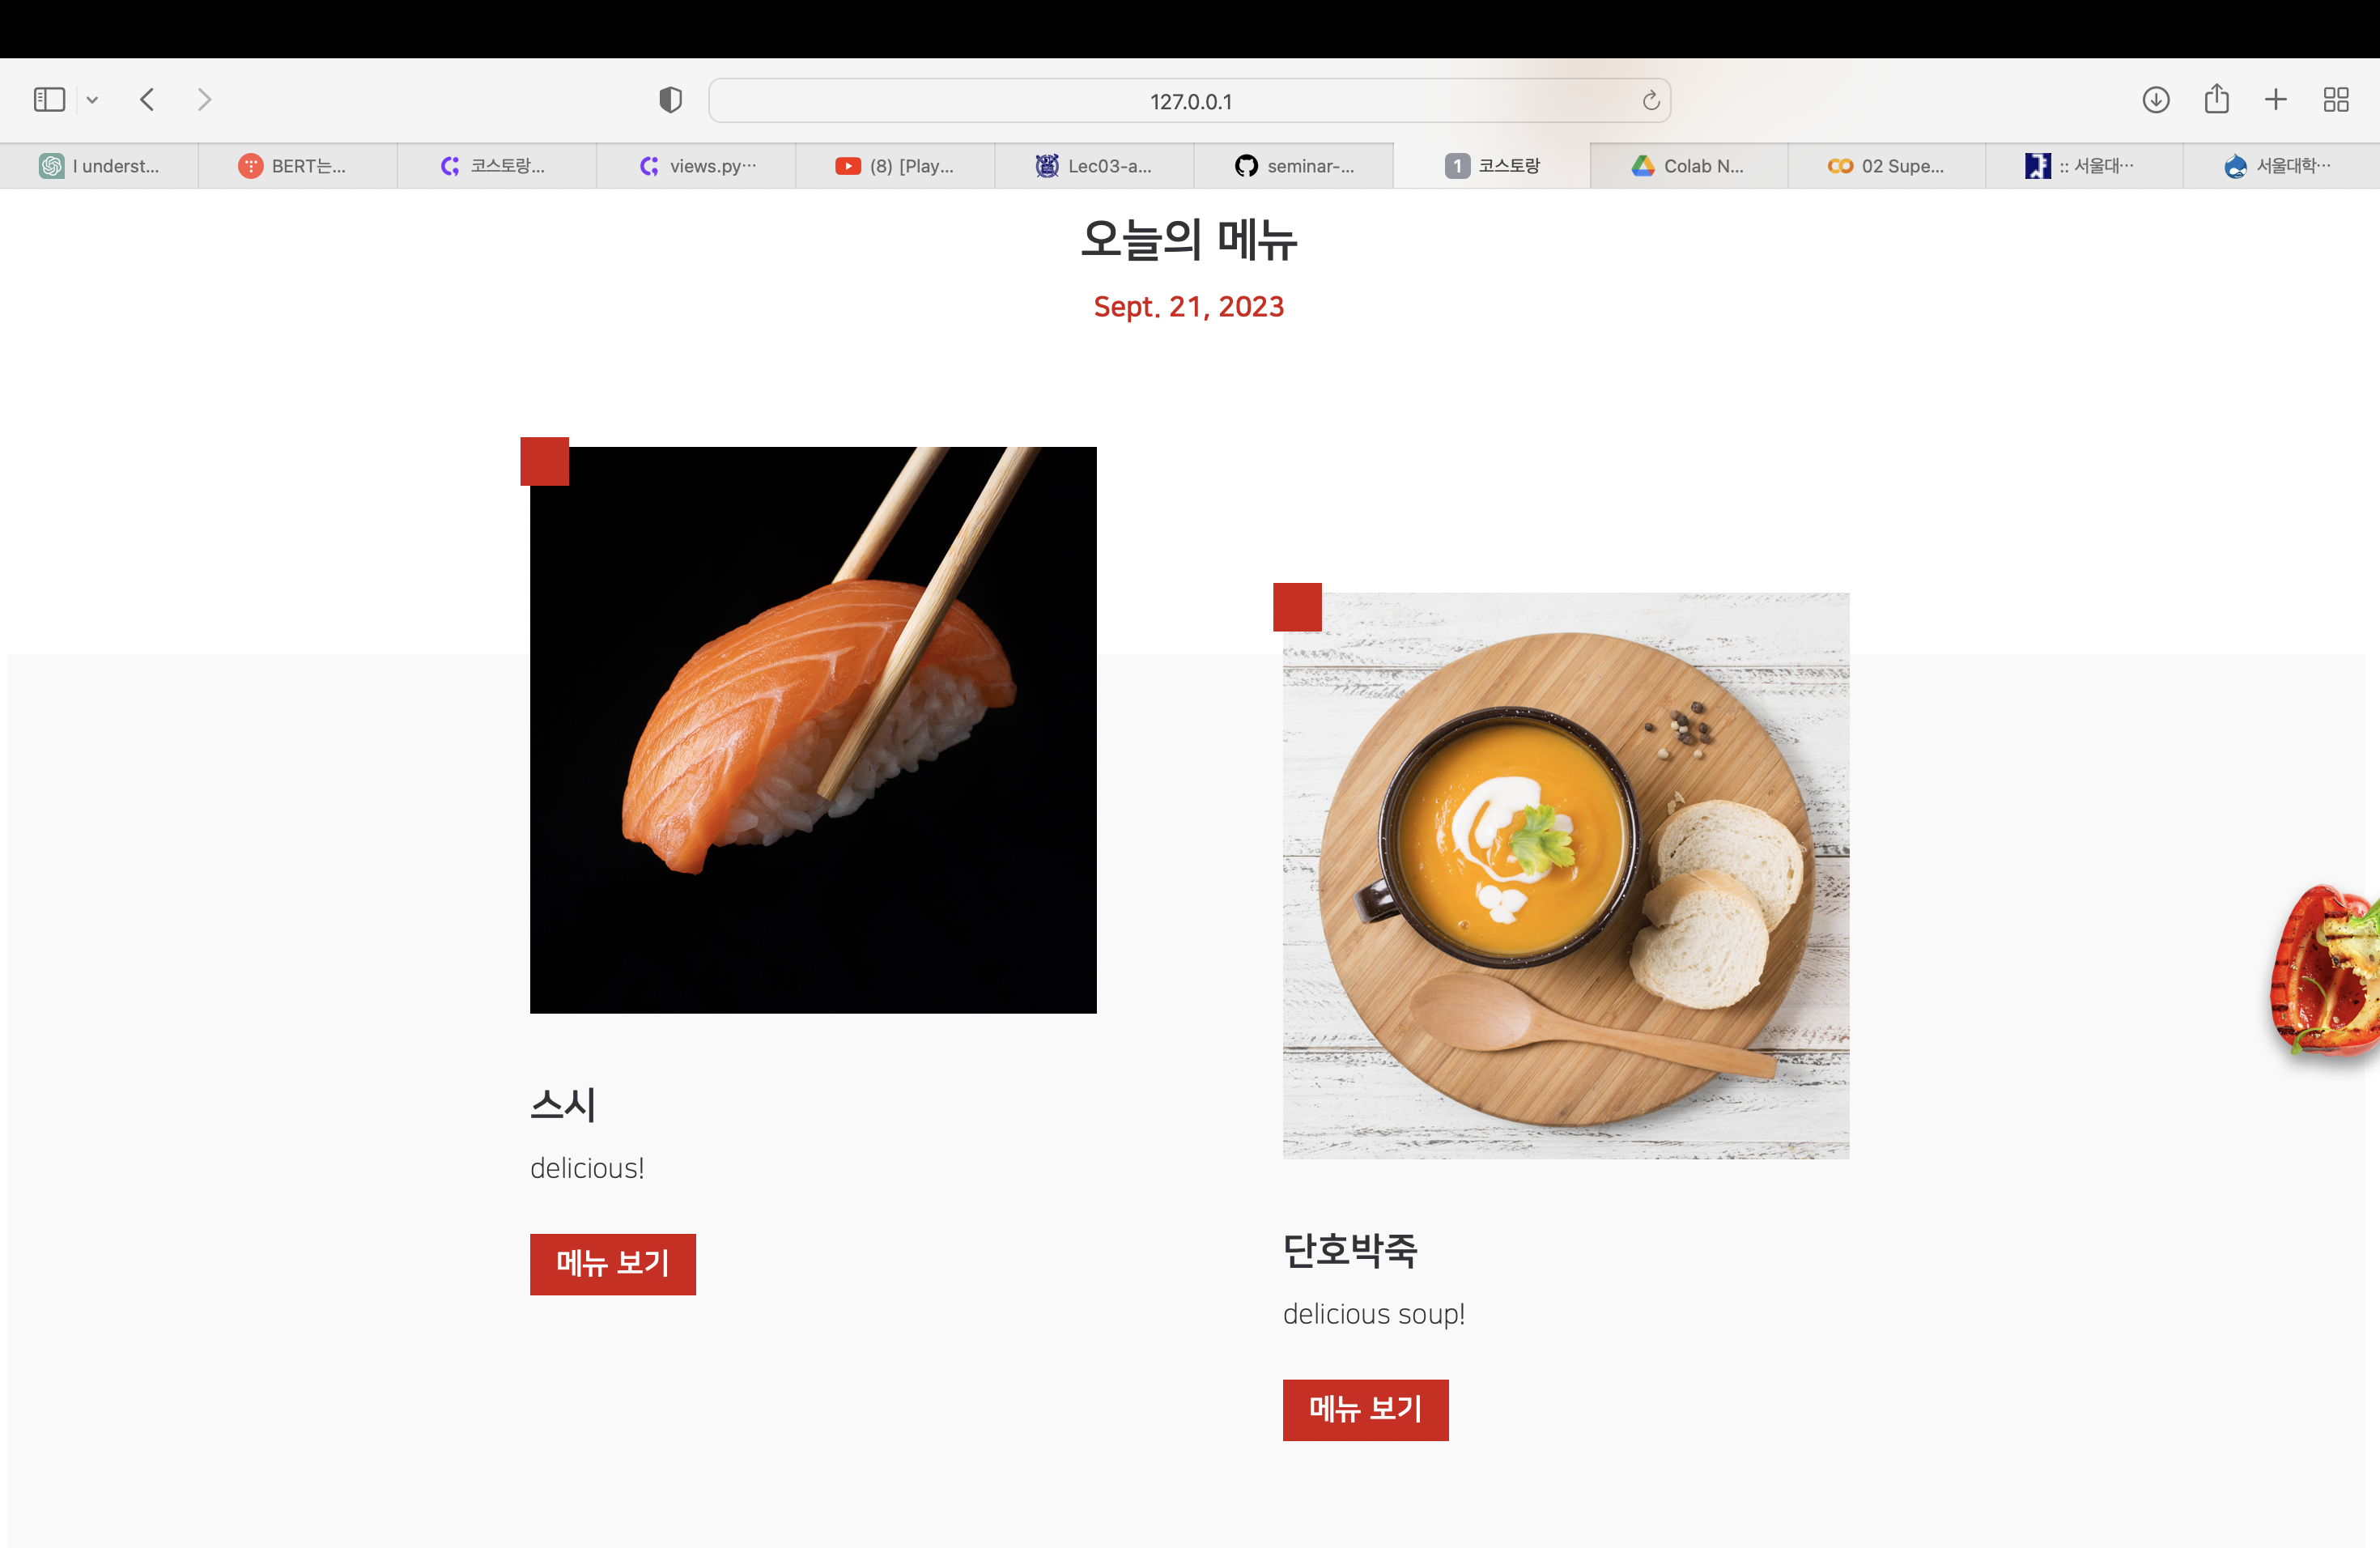 127.0.0.1
I underst...
BERT는...
코스토랑...
views.py...
(8) [Play...
Lec03-a...
seminar-...
1 코스토랑
Colab N...
02 Supe...
:: 서울대...
서울대학...
오늘의 메뉴
Sept. 21, 2023
스시
delicious!
메뉴 보기
단호박죽
delicious soup!
메뉴 보기